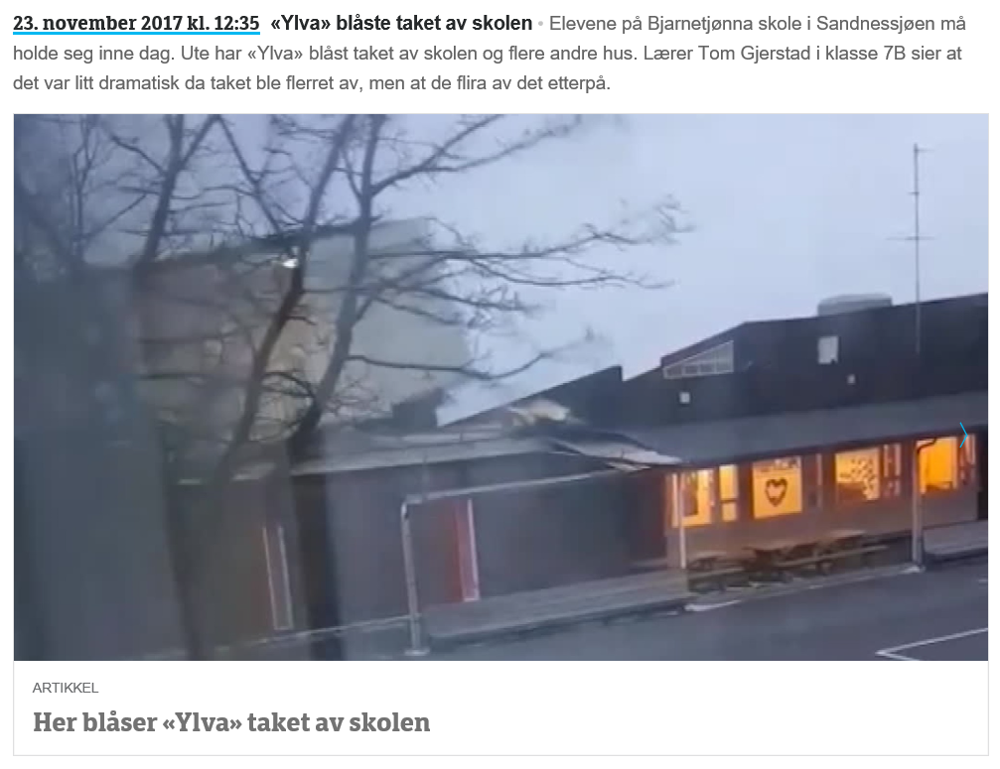 23. november 2017 kl. 12:35 «Ylva» blåste taket av skolen • Elevene på Bjarnetjønna skole i Sandnessjøen må
holde seg inne dag. Ute har «Ylva» blåst taket av skolen og flere andre hus. Lærer Tom Gjerstad i klasse 7B sier at
det var litt dramatisk da taket ble flerret av, men at de flira av det etterpå.
ARTIKKEL
Her blåser «Ylva» taket av skolen